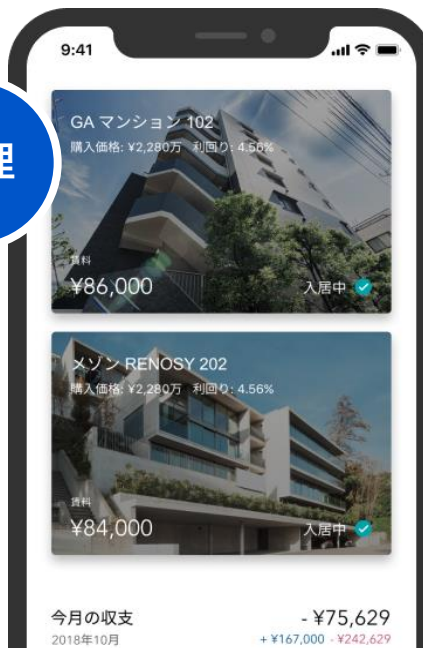 9:41
理
GA マンション 102
購入価格: ¥2,280万 利回り: 4.56%
賃料
¥86,000
入居中
メゾン RENOSY 202
購入価格: ¥2,280万 利回り: 4.56%
賃料
¥84,000
入居中
今月の収支
- ¥75,629
2018年10月
+ ¥167,000 - ¥242,629